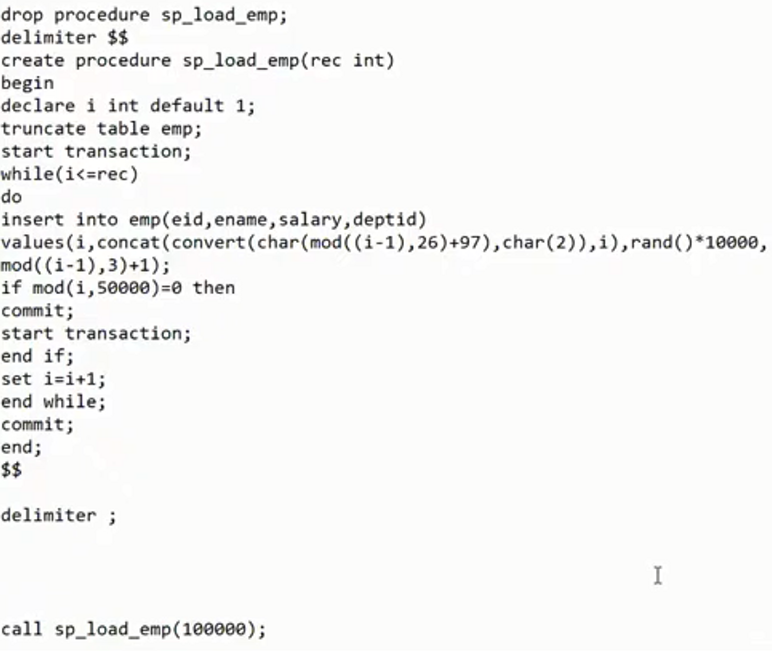 drop procedure sp_load_emp;
delimiter $$
create procedure sp_load_emp(rec int)
begin
declare i int default 1;
truncate table emp;
start transaction;
while(i<=rec)
do
insert into emp(eid,ename,salary,deptid)
values(i,concat(convert(char(mod((i-1),26)+97),char(2)),i),rand()*10000,
mod((i-1),3)+1);
if mod(i,50000)=0 then
commit;
start transaction;
end if;
set i=i+1;
end while;
commit;
end;
$$
delimiter ;
call sp_load_emp(100000);